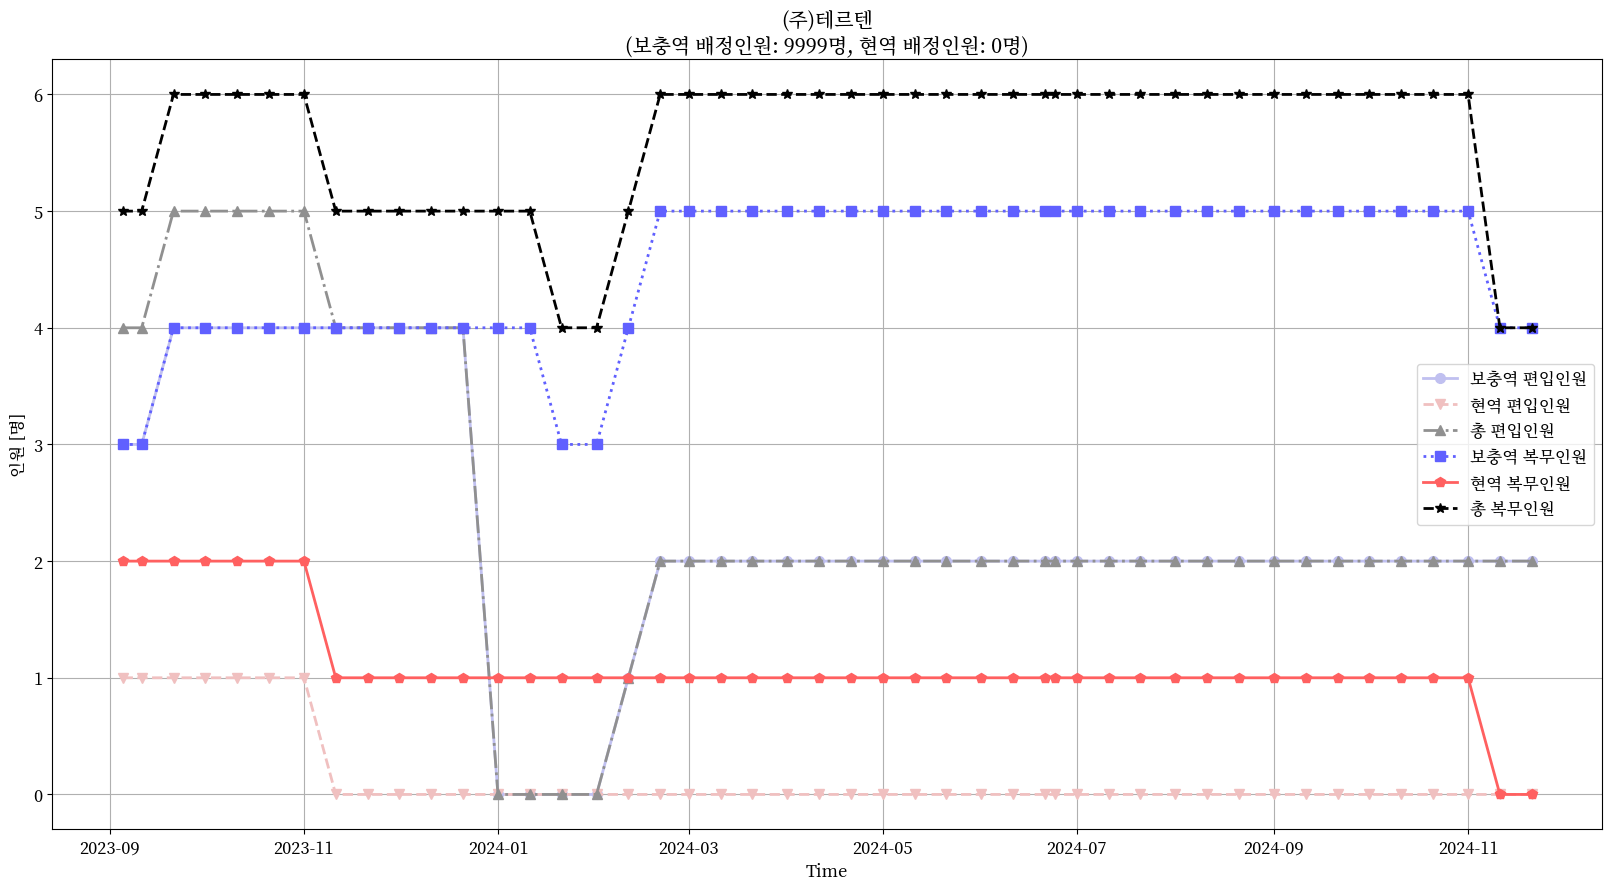 (주)테르텐
(보충역 배정인원: 9999명, 현역 배정인원: 0명)
인원 [명]
6
5
4
3
2
1
0
보충역 편입인원
현역 편입인원
총 편입인원
보충역 복무인원
현역 복무인원
총 복무인원
2023-09
2023-11
2024-01
2024-03
2024-05
2024-07
2024-09
2024-11
Time